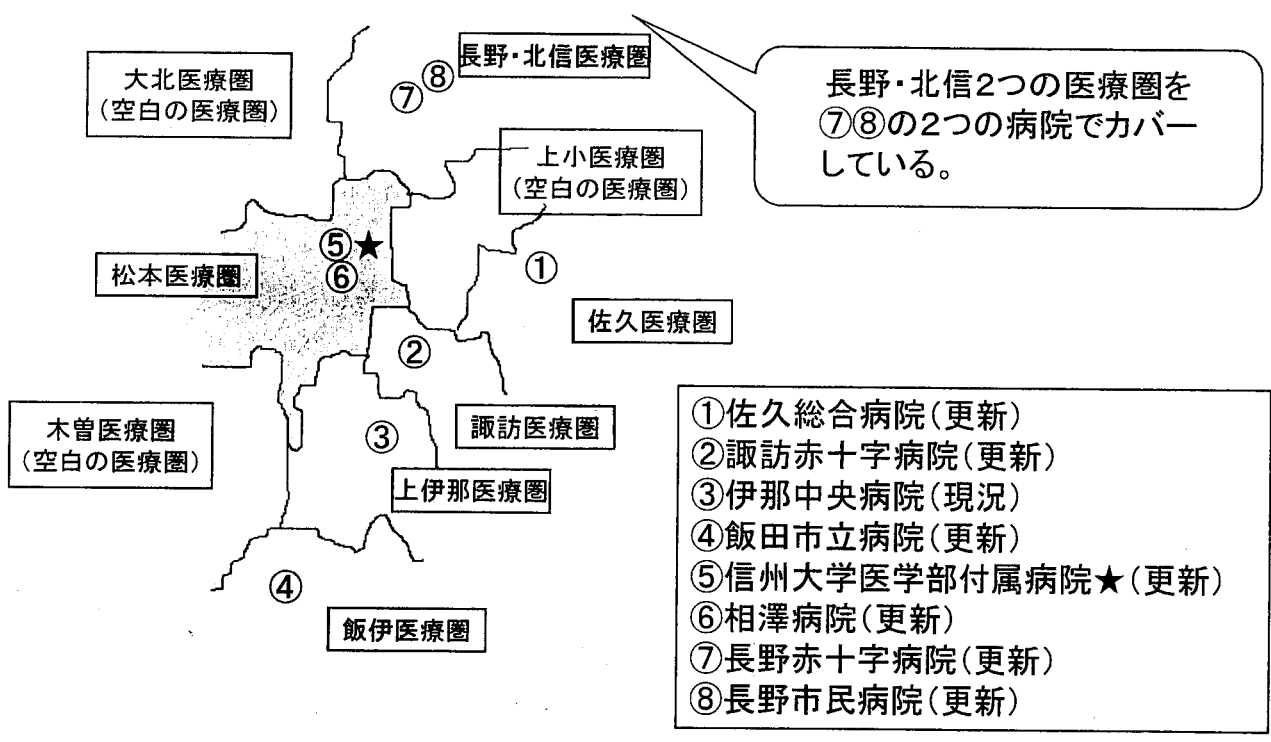 長野・北信医療圏
大北医療圏
(空白の医療圏)
⑧
⑦
長野・北信2つの医療圏を
⑦⑧の2つの病院でカバー
している。
上小医療圏
(空白の医療圏)
⑤★
⑥
①
松本医療圏
佐久医療圏
②
木曽医療圏
(空白の医療圏)
諏訪医療圏
③
上伊那医療圏
④
飯伊医療圏
①佐久総合病院(更新)
②諏訪赤十字病院(更新)
③伊那中央病院(現況)
④飯田市立病院(更新)
⑤信州大学医学部付属病院★(更新)
⑥相澤病院(更新)
⑦長野赤十字病院(更新)
⑧長野市民病院(更新)